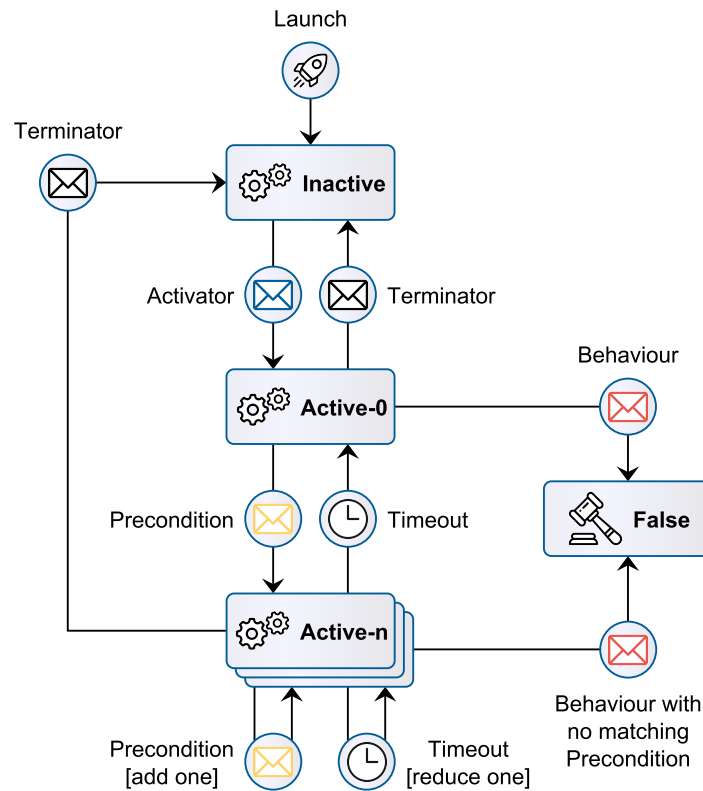 Launch
Terminator
Inactive
Activator
Terminator
Behaviour
Active-0
Precondition
Timeout
False
Active-n
Behaviour with
no matching
Precondition
Precondition
[add one]
Timeout
[reduce one]